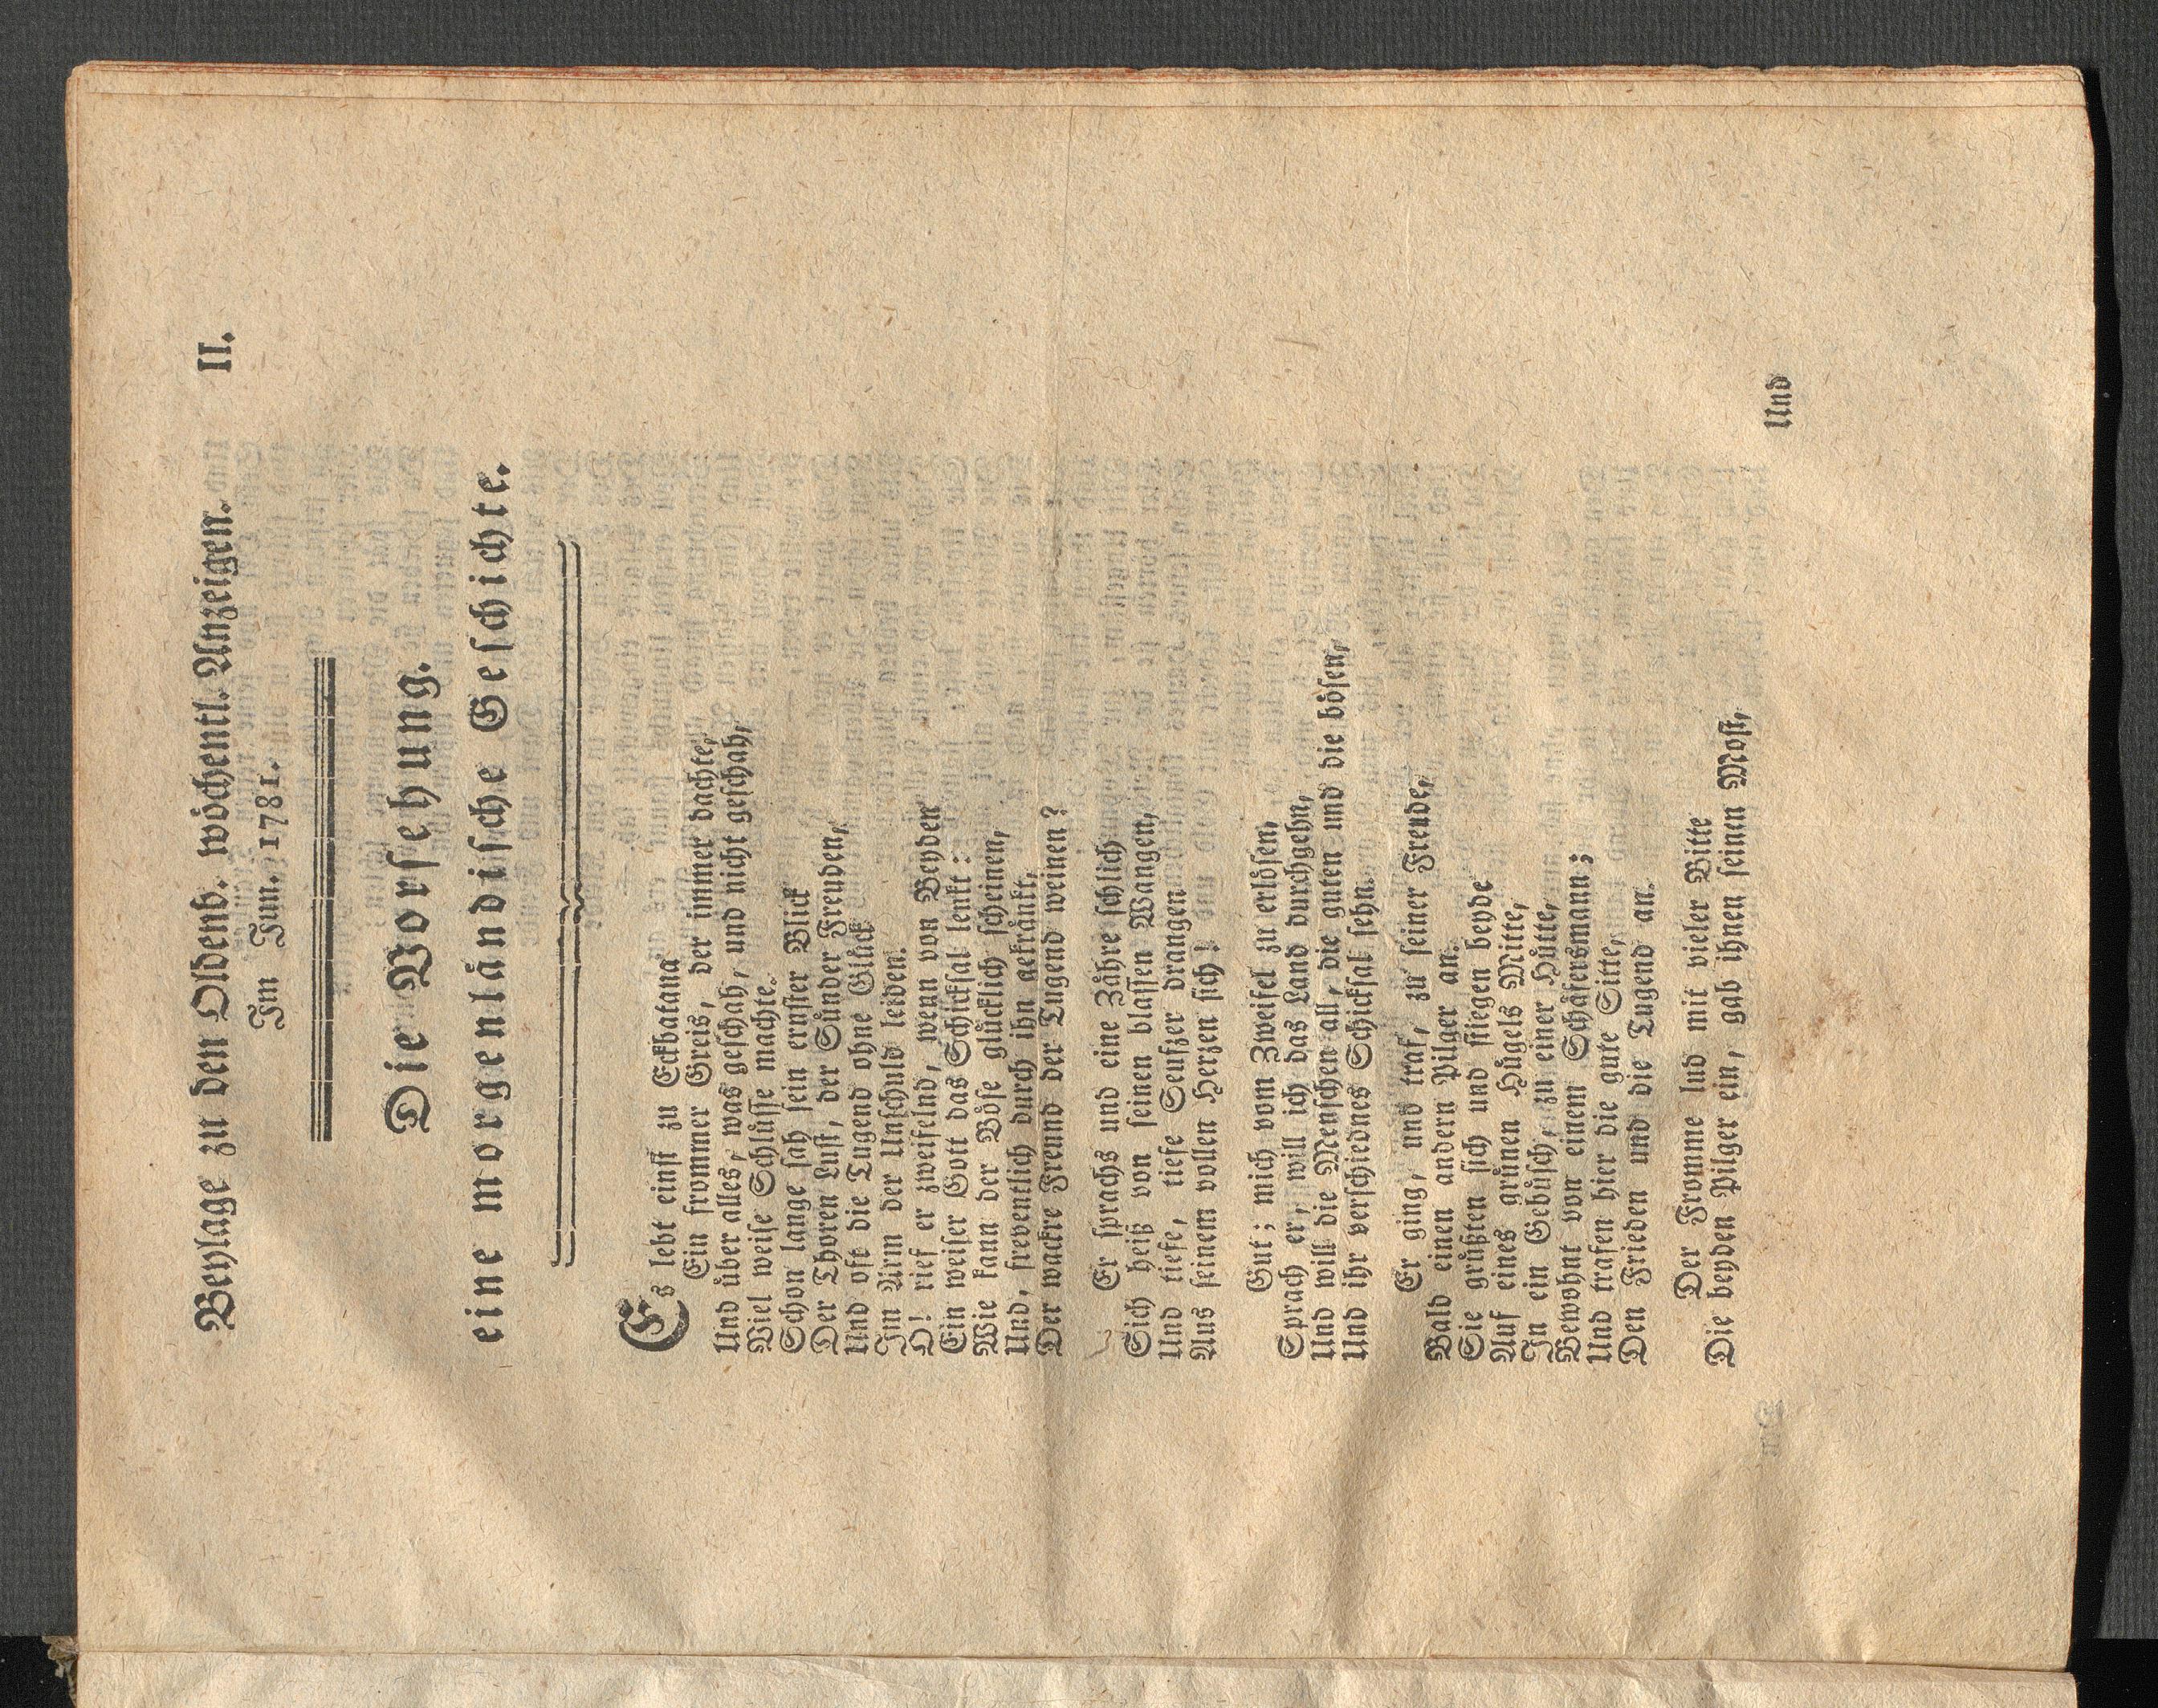 Beylage zu den Oldenb. wöchentl. Anzeigen. II.
Im Jun. 1781.
Die Vorsehung.
eine morgenländische Geschichte.
Es lebt einst zu Eckbatana
Ein frommer Greis, der immer dachte,
Und über alles, was geschah, und nicht geschah,
Viel weise Schlüsse machte.
Schon lange sah sein ernster Blick
Der Thoren Lust, der Sünder Freuden,
Und oft die Tugend ohne Glück
Im Arm der Unschuld leiden.
O! rief er zweifelnd, wenn von Beyden
Ein weiser Gott das Schicksal lenkt:
Wie kann der Böse glücklich scheinen,
Und, freventlich durch ihn gekränkt,
Der wackre Freund der Tugend weinen?
Er sprachs und eine Zähre schlich
Sich heiß von seinen blassen Wangen,
Und tiefe, tiefe Seufzer drangen
Aus seinem vollen Herzen sich!
Gut; mich vom Zweifel zu erlösen,
Sprach er, will ich das Land durchgehn,
Und will die Menschen all, die guten und die bösen,
Und ihr verschiednes Schicksal sehn.
Er ging, und traf, zu seiner Freude,
Bald einen andern Pilger an.
Sie grüßten sich und stiegen beyde
Auf eines grünen Hügels Mitte,
In ein Gebüsch, zu einer Hütte,
Bewohnt von einem Schäfersmann;
Und trafen hier die gute Sitte,
Den Frieden und die Tugend an.
Der Fromme lud mit vieler Bitte
Die beyden Pilger ein, gab ihnen seinen Most,
Und